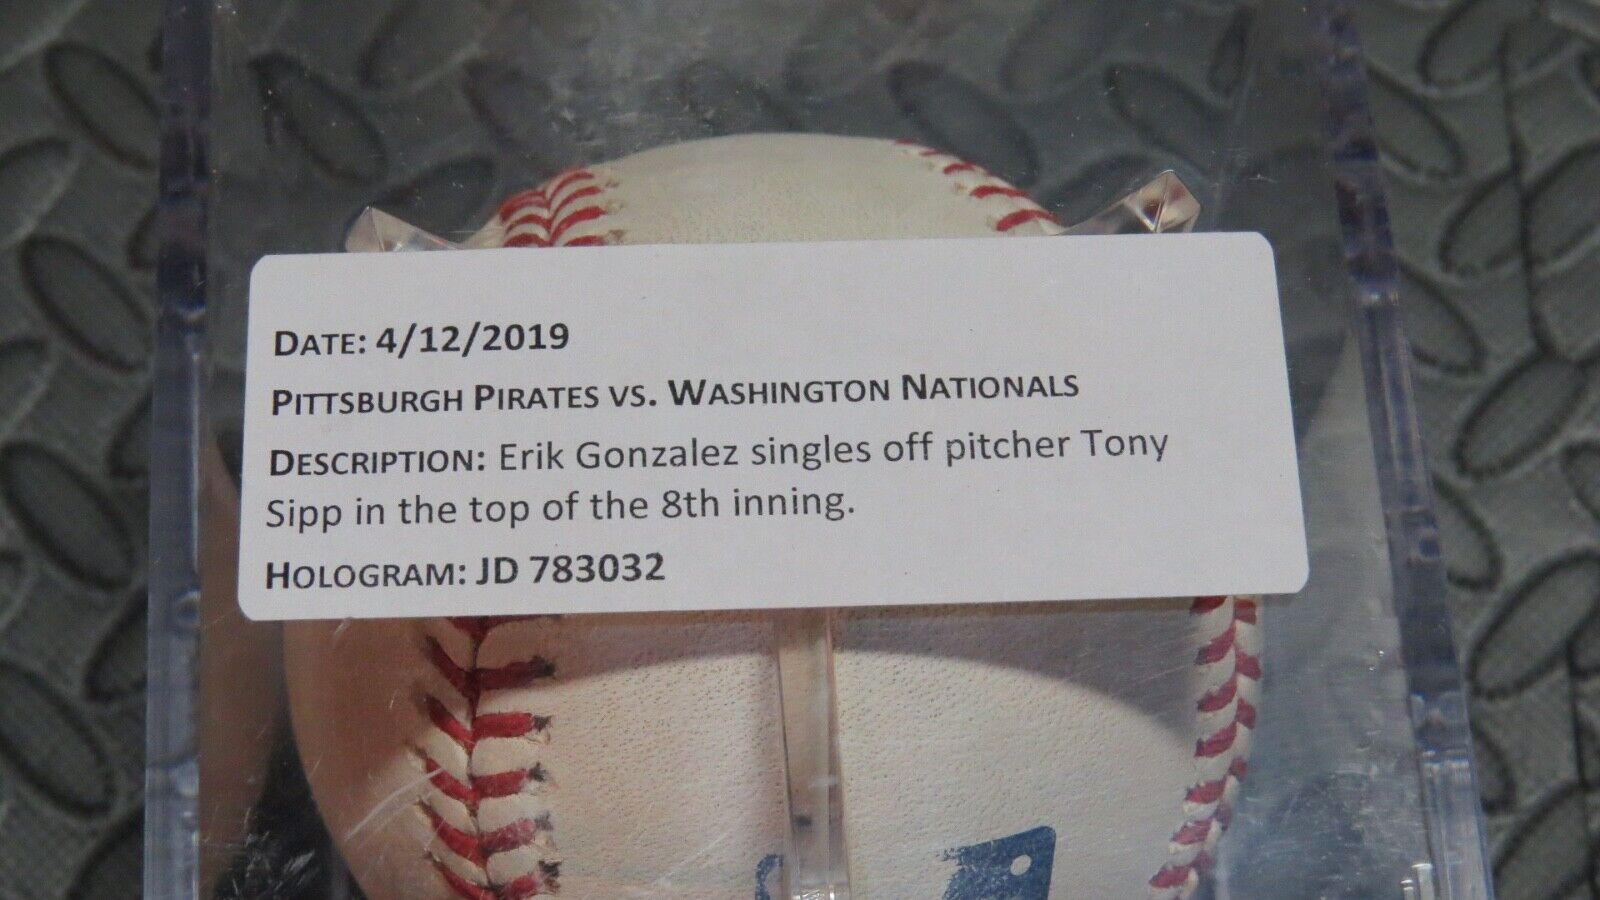 DATE: 4/12/2019
PITTSBURGH PIRATES VS. WASHINGTON NATIONALS
DESCRIPTION: Erik Gonzalez singles off pitcher Tony
Sipp in the top of the 8th inning.
HOLOGRAM: JD 783032